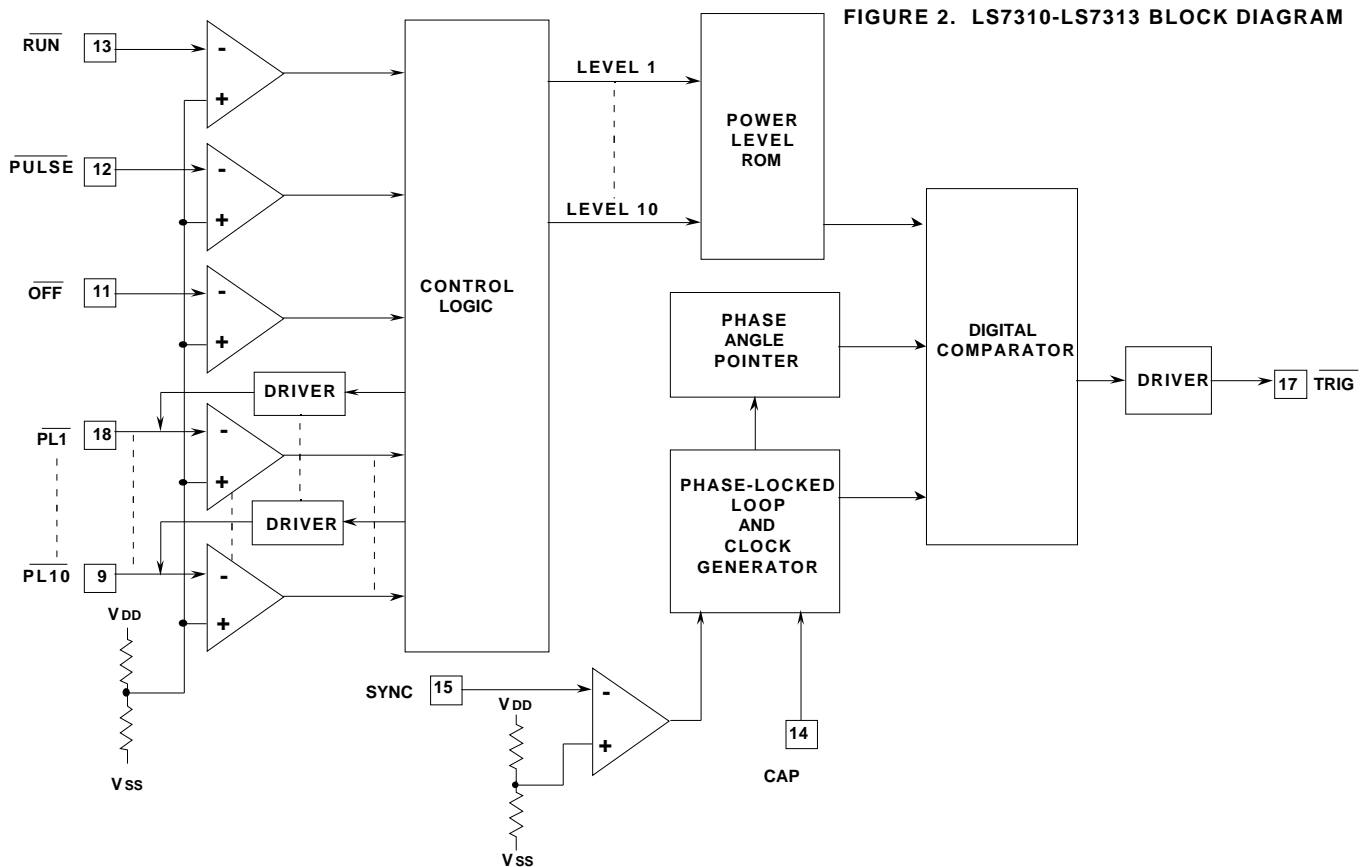 FIGURE 2. LS7310-LS7313 BLOCK DIAGRAM
RUN 13
-
+
PULSE 12
-
+
OFF 11
-
+
DRIVER
PL1 18
-
+
DRIVER
PL10 9
-
+
VDD
VSS
CONTROL
LOGIC
LEVEL 1
LEVEL 10
POWER
LEVEL
ROM
PHASE
ANGLE
POINTER
PHASE-LOCKED
LOOP
AND
CLOCK
GENERATOR
DIGITAL
COMPARATOR
DRIVER
17 TRIG
SYNC 15
-
+
VDD
VSS
14
CAP